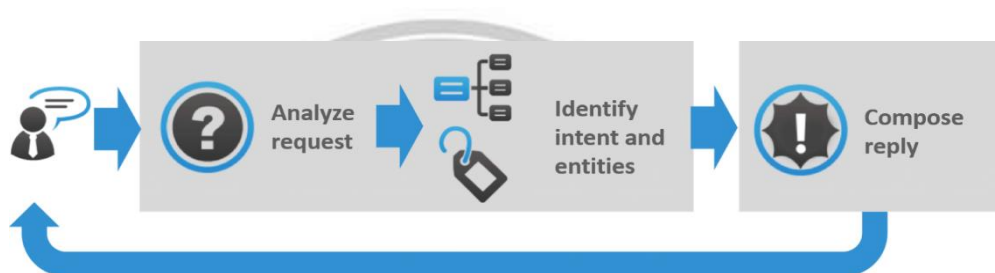 Analyze
request
Identify
intent and
entities
Compose
reply